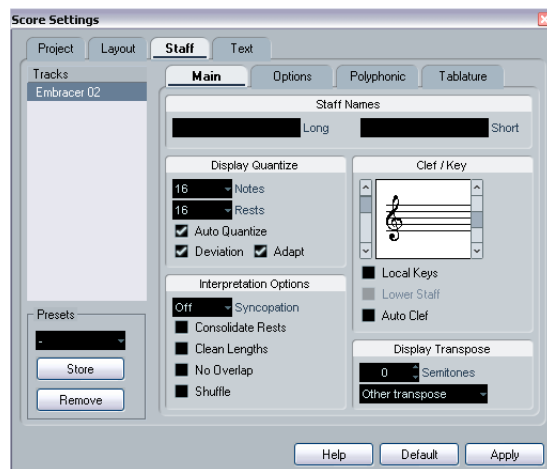 Score Settings
Project Layout Staff Text
Tracks
Embracer 02
Main Options Polyphonic Tablature
Staff Names
Long Short
Display Quantize
16 Notes
16 Rests
Auto Quantize
Deviation Adapt
Clef / Key
Local Keys
Lower Staff
Auto Clef
Interpretation Options
Off Syncopation
Consolidate Rests
Clean Lengths
No Overlap
Shuffle
Display Transpose
0 Semitones
Other transpose
Presets
-
Store
Remove
Help Default Apply